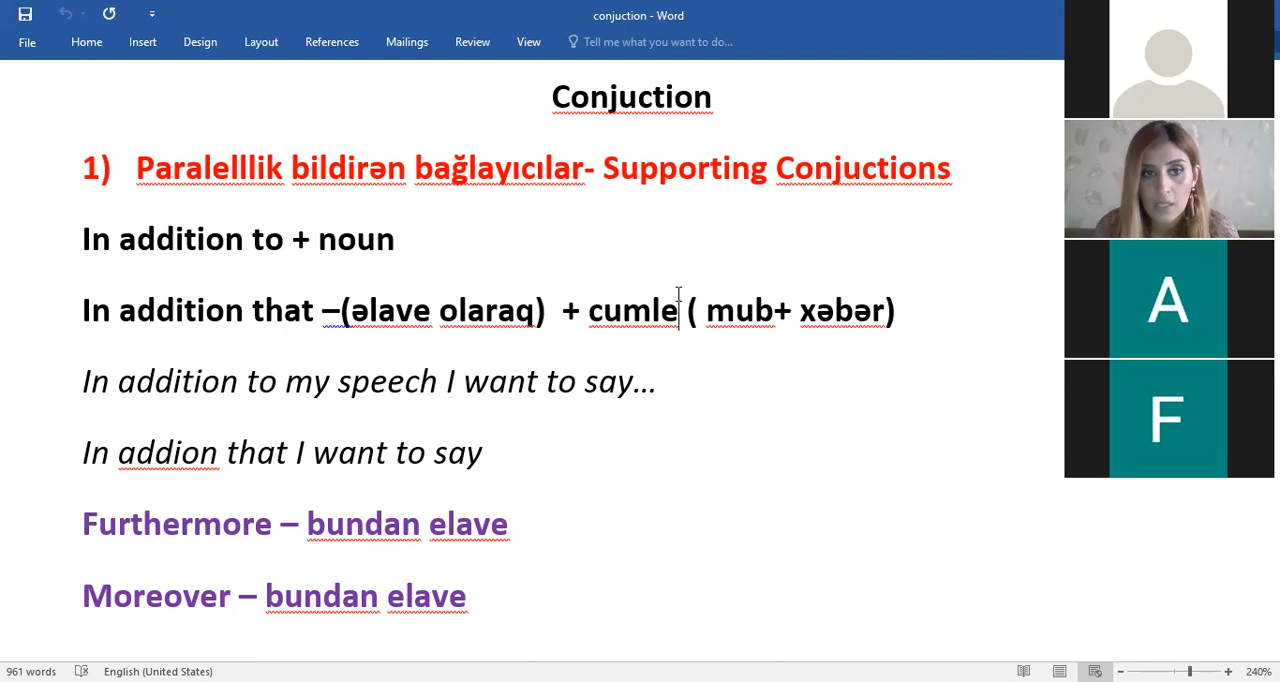 conjuction - Word
File Home Insert Design Layout References Mailings Review View Tell me what you want to do...
Conjuction
1) Paralelllik bildirən bağlayıcılar- Supporting Conjuctions
In addition to + noun
In addition that –(əlave olaraq) + cumle ( mub+ xəbər)
In addition to my speech I want to say…
In addion that I want to say
Furthermore – bundan elave
Moreover – bundan elave
A
F
961 words English (United States) 240%